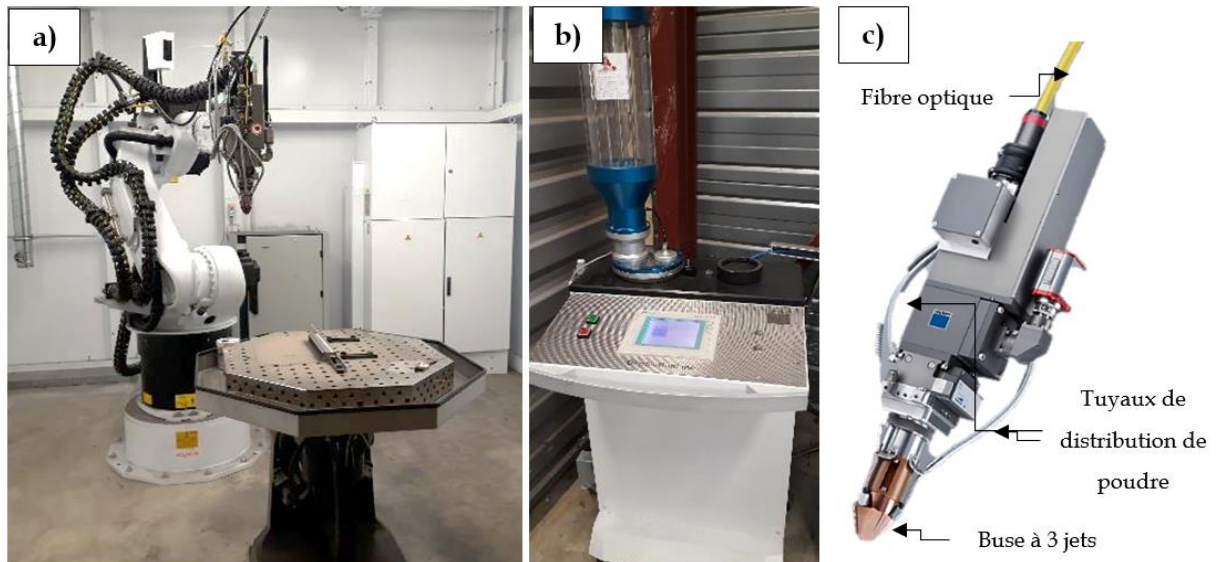 a)
b)
c)
Fibre optique
Tuyaux de
distribution de
poudre
Buse à 3 jets